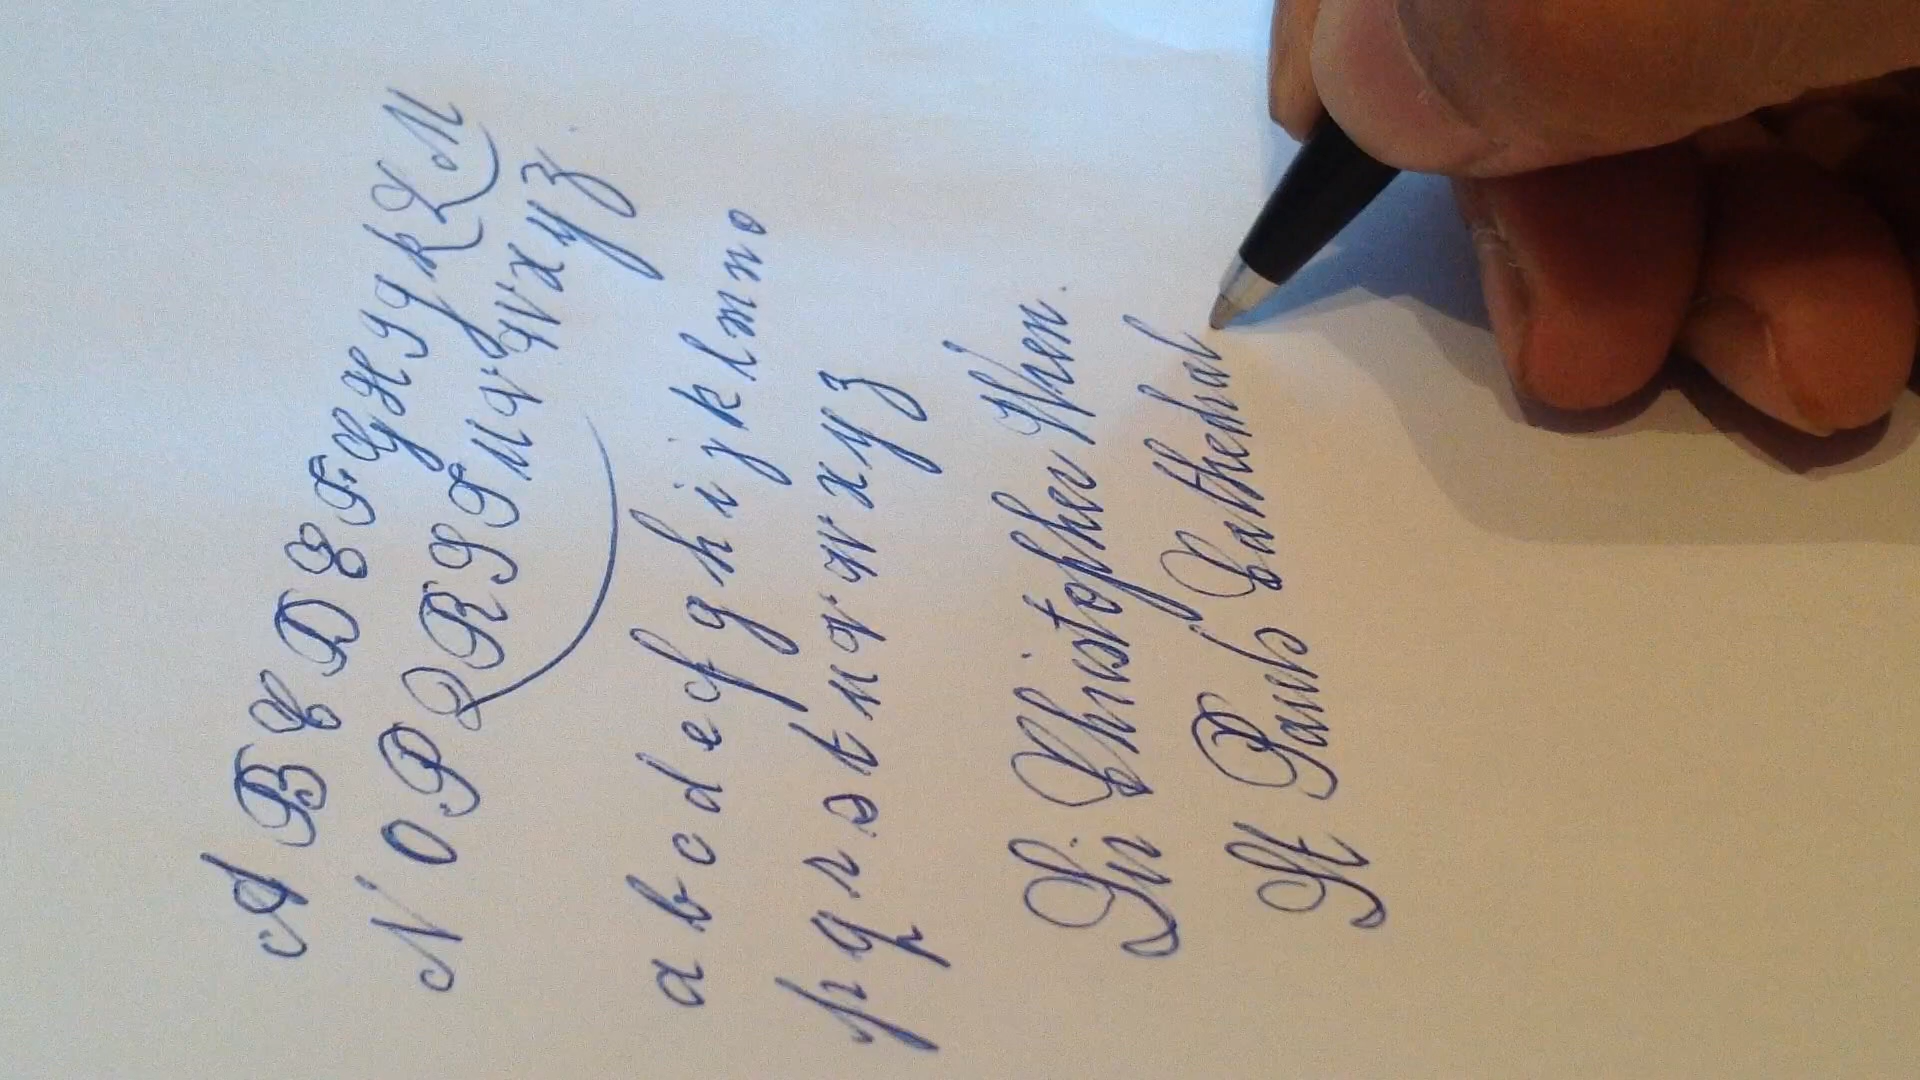 A B C D E F G H I J K L M
N O P Q R S T U V W X Y Z
a b c d e f g h i j k l m n o
p q r s t u v w x y z
Sir Christopher Wren.
St Pauls Cathedral